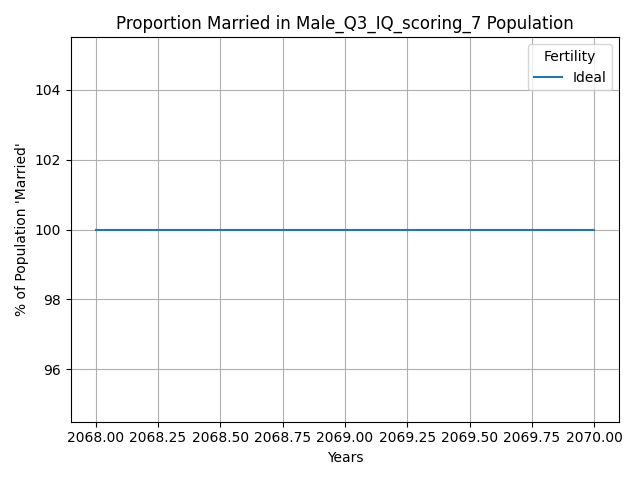 Proportion Married in Male_Q3_IQ_scoring_7 Population
Fertility
Ideal
104
102
100
98
96
% of Population 'Married'
2068.00 2068.25 2068.50 2068.75 2069.00 2069.25 2069.50 2069.75 2070.00
Years